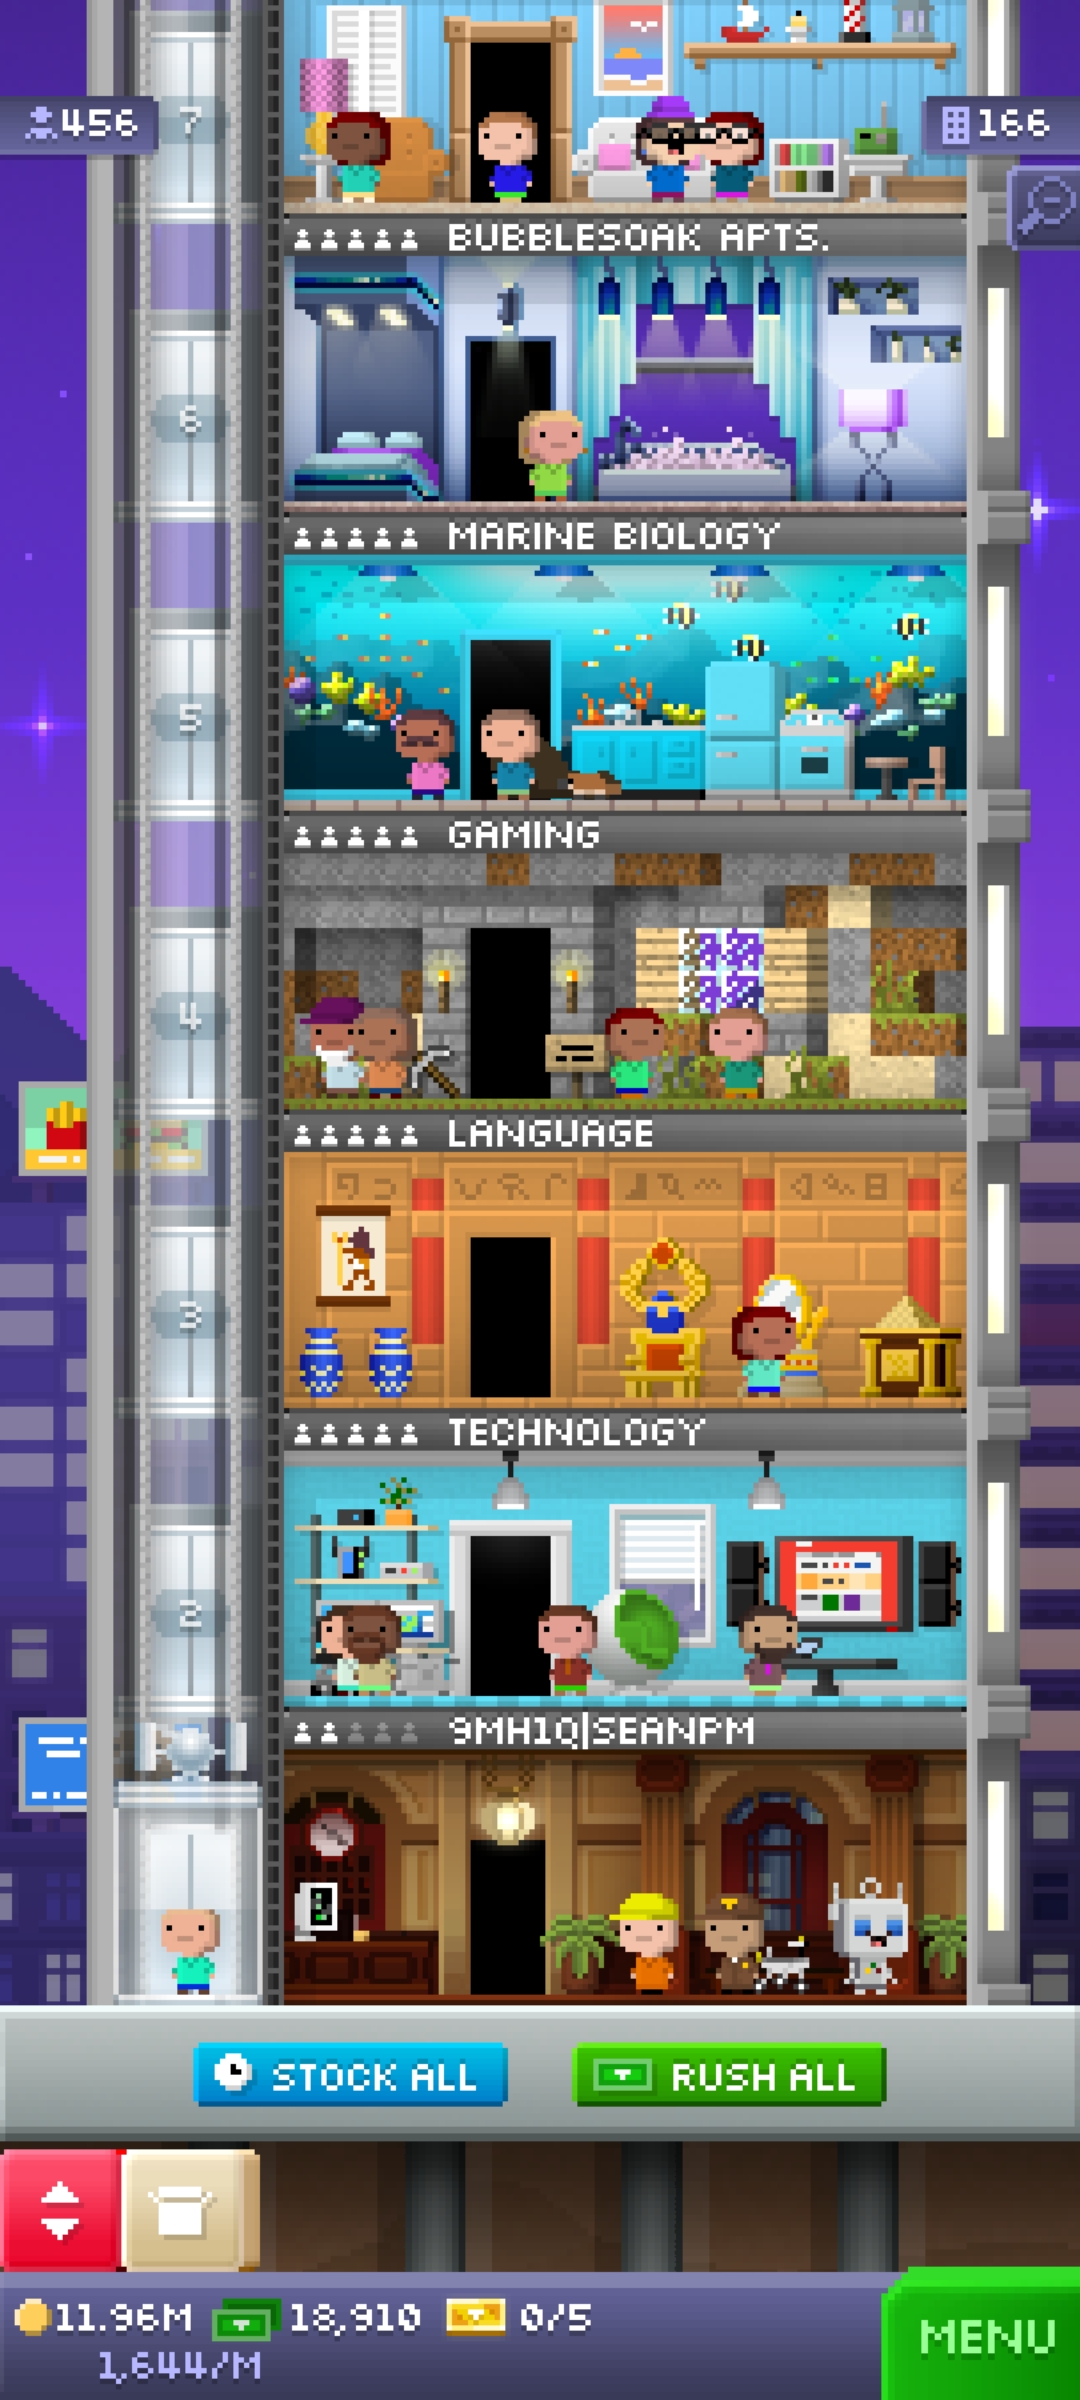 7
456
166
BUBBLESOAK APTS.
6
MARINE BIOLOGY
5
GAMING
4
LANGUAGE
3
TECHNOLOGY
2
9MH1Q|SEANPM
STOCK ALL
RUSH ALL
11.96M 18,910 0/5
1,644/M
MENU